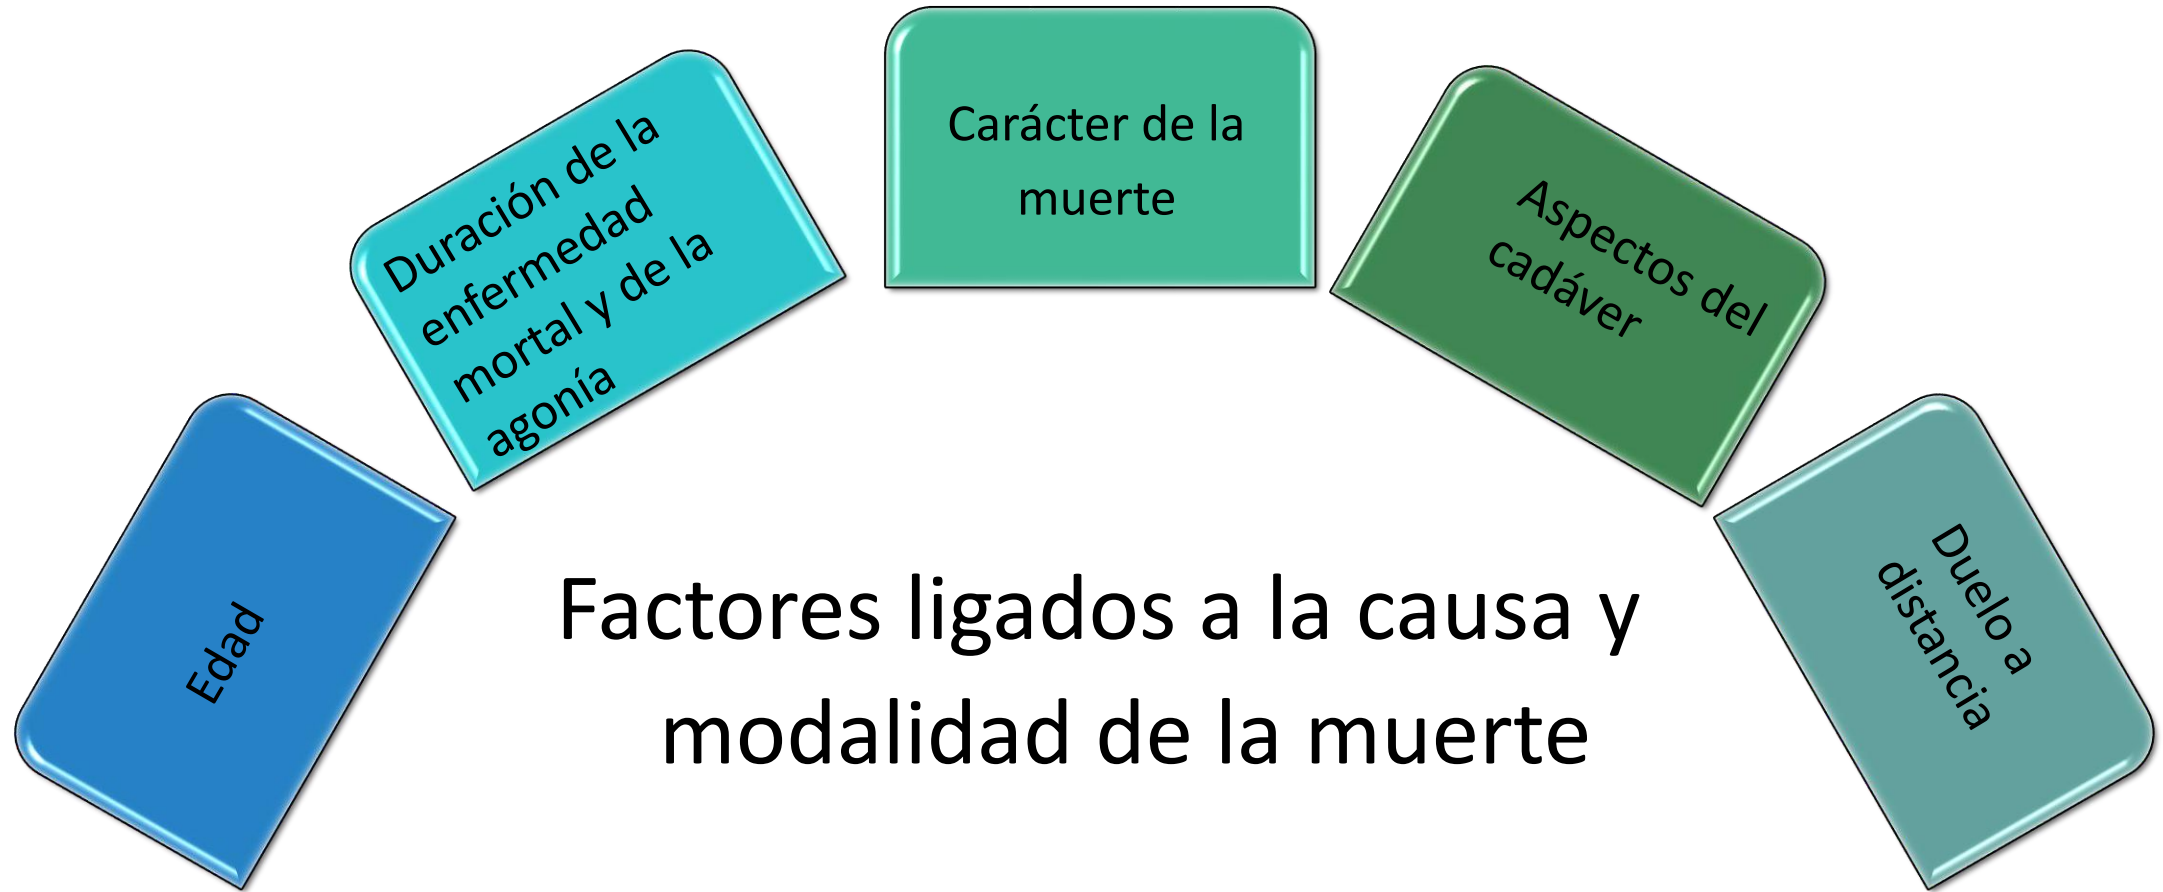 Edad
Duración de la
enfermedad
mortal y de la
agonía
Carácter de la
muerte
Aspectos del
cadáver
Duelo a
distancia
Factores ligados a la causa y
modalidad de la muerte